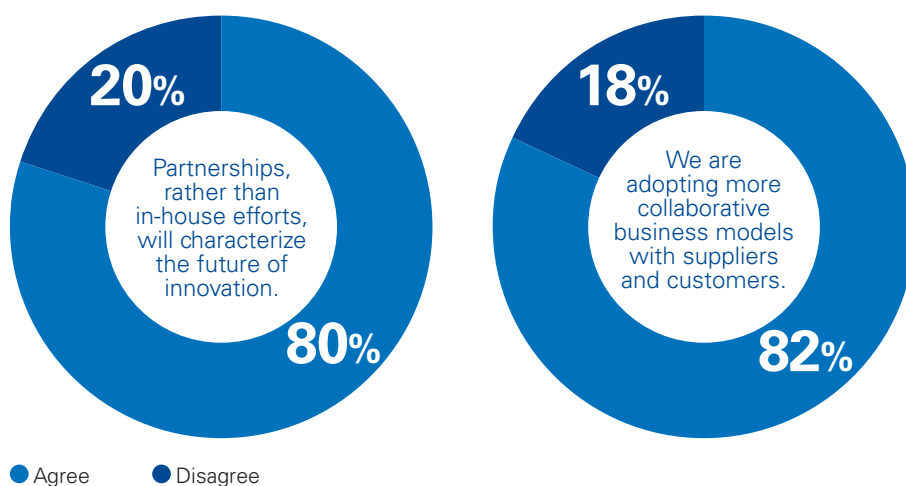 20%
Partnerships,
rather than
in-house efforts,
will characterize
the future of
innovation.
80%
18%
We are
adopting more
collaborative
business models
with suppliers
and customers.
82%
Agree
Disagree